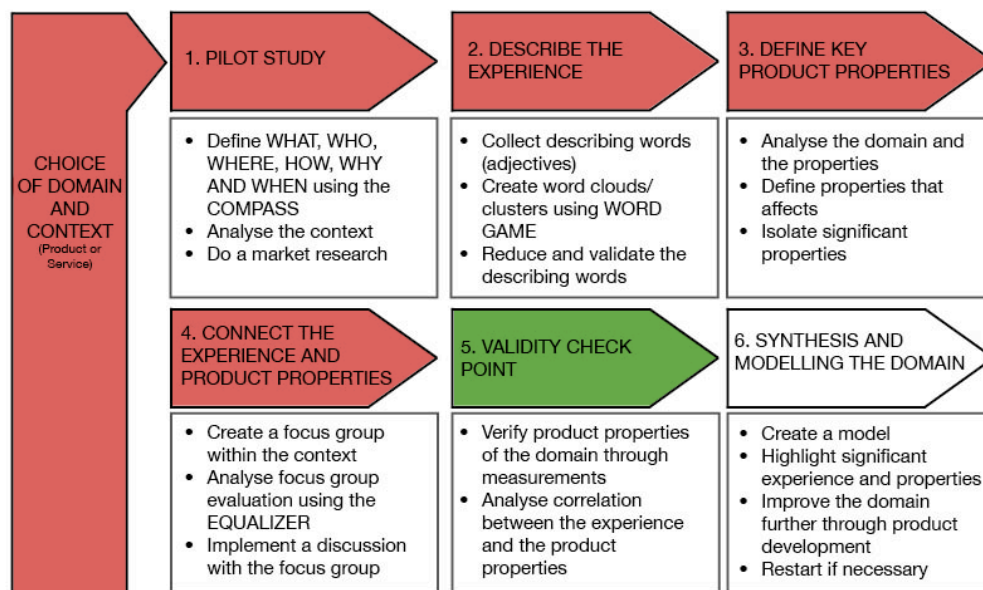 CHOICE
OF DOMAIN
AND
CONTEXT
(Product or
Service)
1. PILOT STUDY
• Define WHAT, WHO,
WHERE, HOW, WHY
AND WHEN using the
COMPASS
• Analyse the context
• Do a market research
2. DESCRIBE THE
EXPERIENCE
• Collect describing words
(adjectives)
• Create word clouds/
clusters using WORD
GAME
• Reduce and validate the
describing words
3. DEFINE KEY
PRODUCT PROPERTIES
• Analyse the domain and
the properties
• Define properties that
affects
• Isolate significant
properties
4. CONNECT THE
EXPERIENCE AND
PRODUCT PROPERTIES
• Create a focus group
within the context
• Analyse focus group
evaluation using the
EQUALIZER
• Implement a discussion
with the focus group
5. VALIDITY CHECK
POINT
• Verify product properties
of the domain through
measurements
• Analyse correlation
between the experience
and the product
properties
6. SYNTHESIS AND
MODELLING THE DOMAIN
• Create a model
• Highlight significant
experience and properties
• Improve the domain
further through product
development
• Restart if necessary